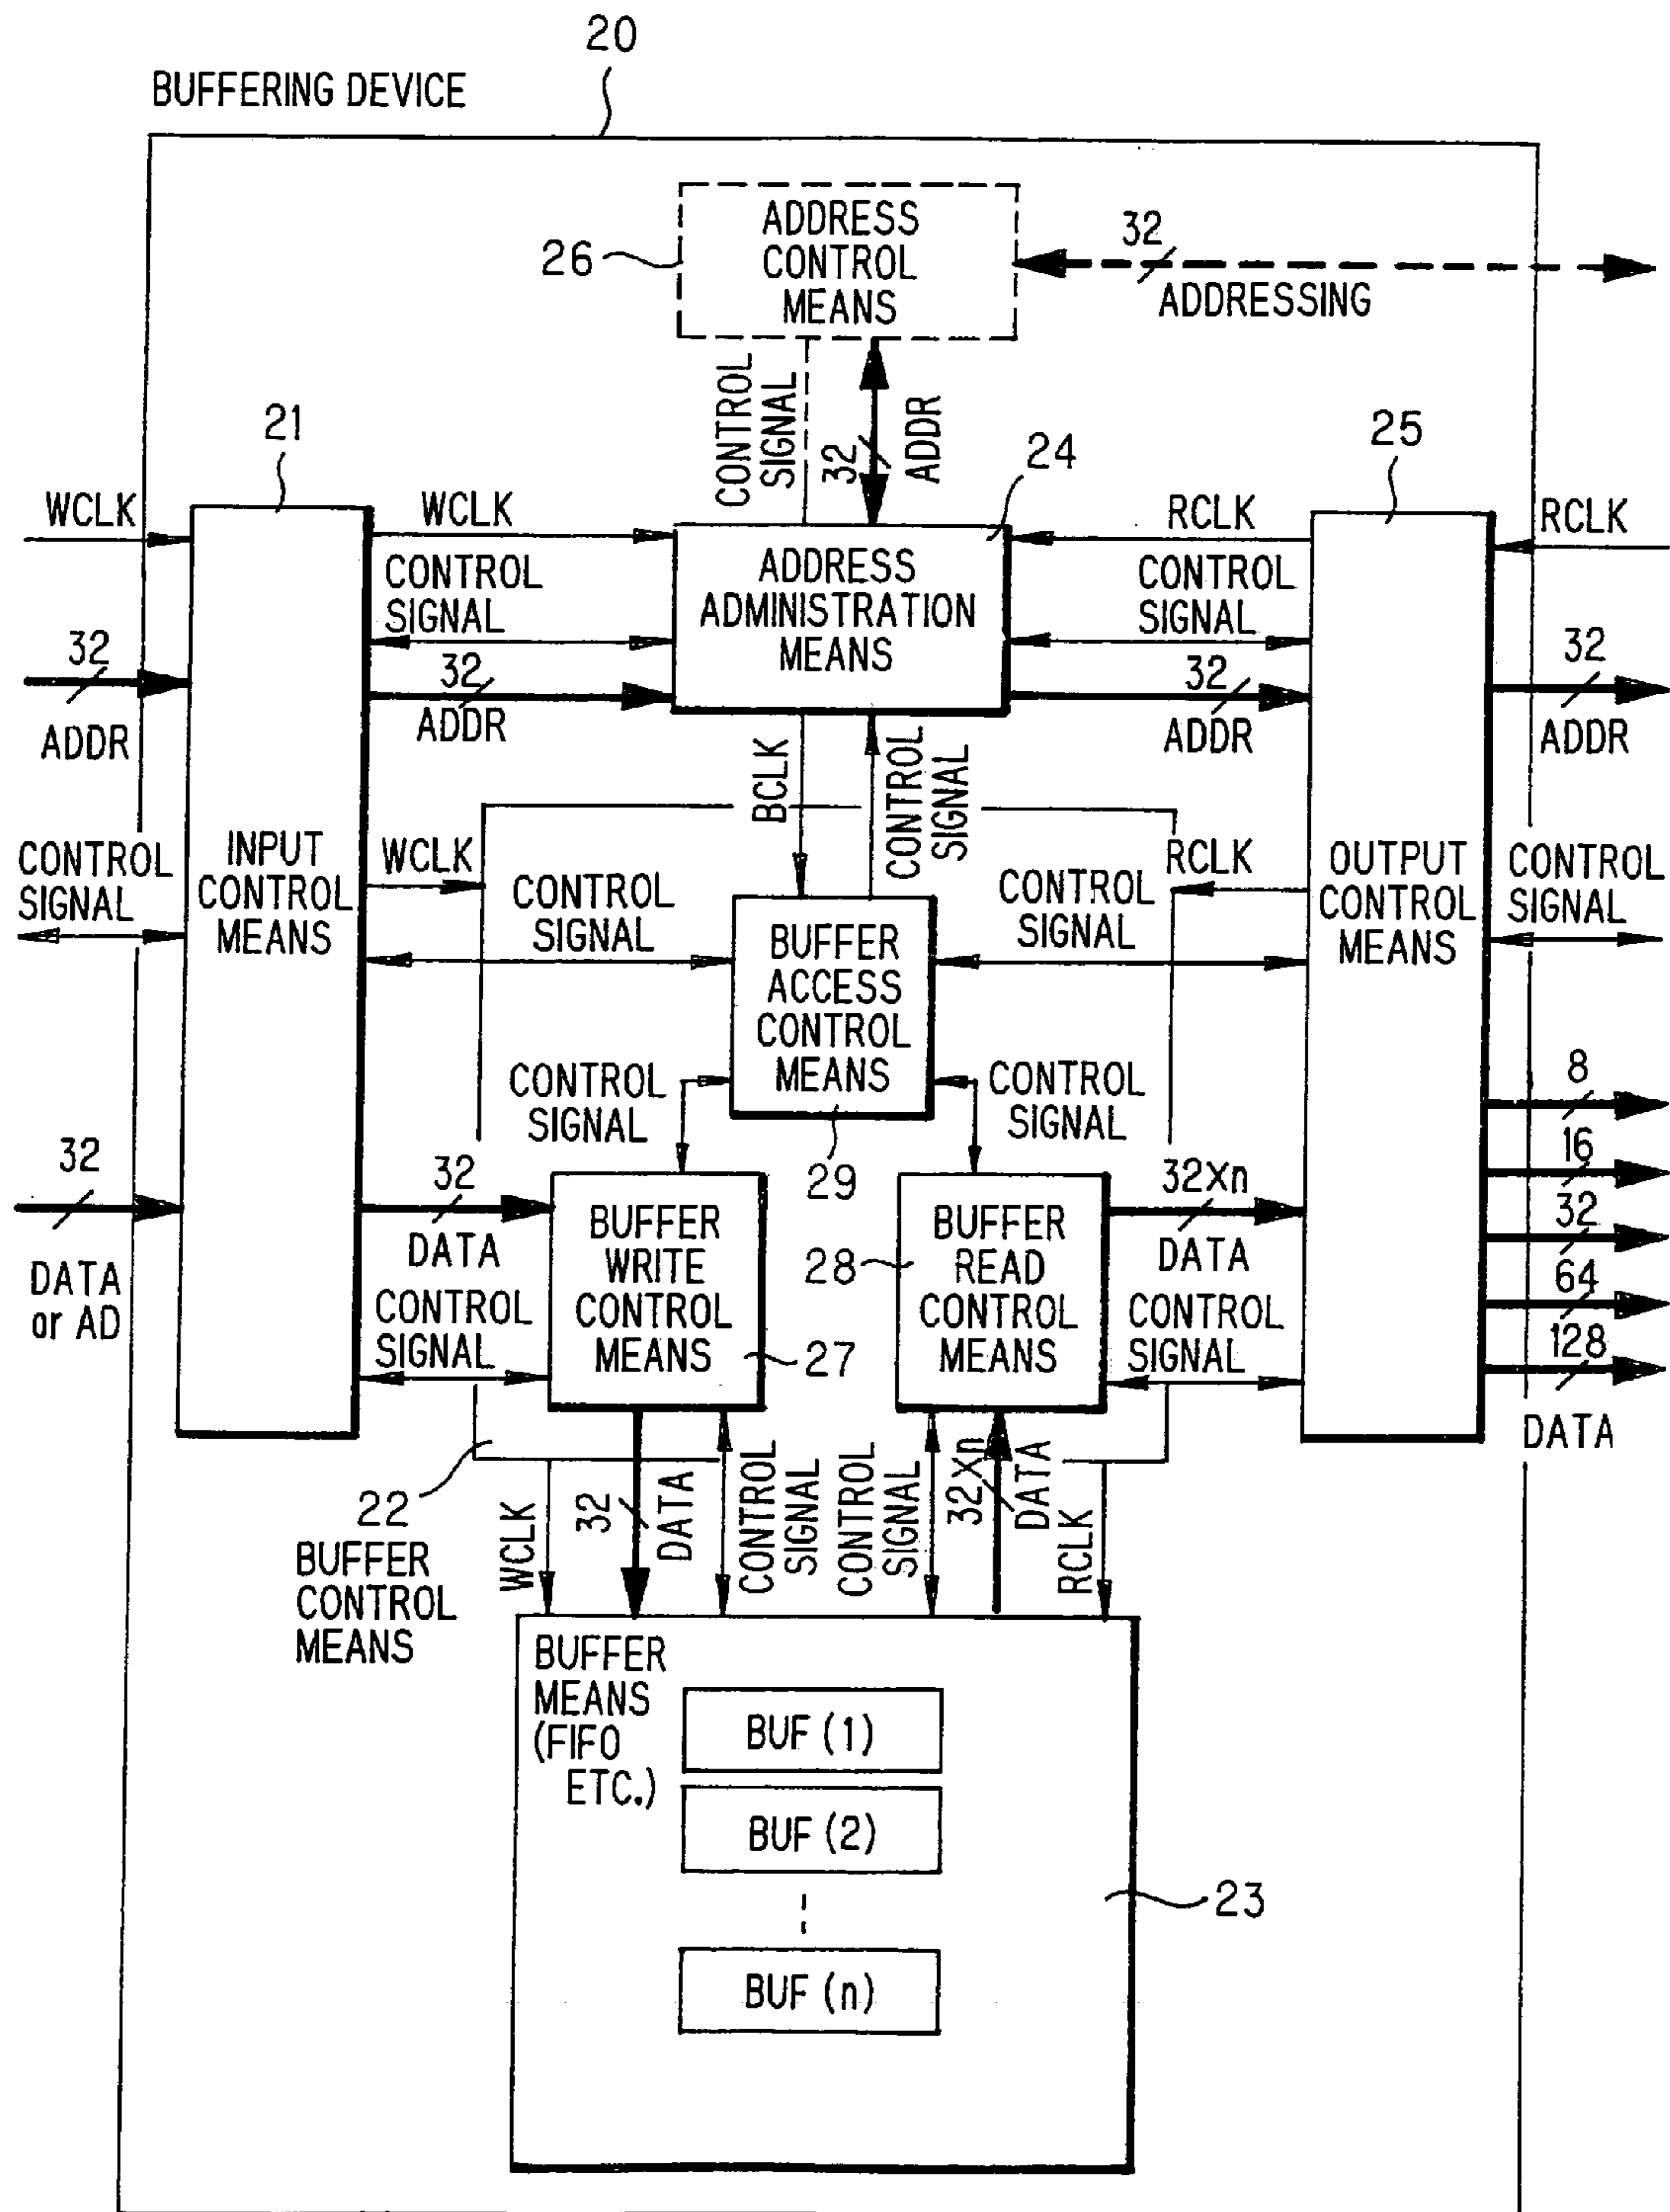 20
BUFFERING DEVICE
ADDRESS
CONTROL
MEANS
26
32
ADDRESSING
CONTROL
SIGNAL
32
ADDR
21
24
25
WCLK
WCLK
RCLK
RCLK
CONTROL
SIGNAL
ADDRESS
ADMINISTRATION
MEANS
CONTROL
SIGNAL
32
ADDR
32
ADDR
32
ADDR
32
ADDR
BCLK
CONTROL
SIGNAL
CONTROL
SIGNAL
INPUT
CONTROL
MEANS
WCLK
CONTROL
SIGNAL
BUFFER
ACCESS
CONTROL
MEANS
29
CONTROL
SIGNAL
RCLK
OUTPUT
CONTROL
MEANS
CONTROL
SIGNAL
CONTROL
SIGNAL
CONTROL
SIGNAL
8
16
32
64
128
DATA
32
DATA
or AD
32
DATA
CONTROL
SIGNAL
BUFFER
WRITE
CONTROL
MEANS
27
28
BUFFER
READ
CONTROL
MEANS
32Xn
DATA
CONTROL
SIGNAL
22
BUFFER
CONTROL
MEANS
WCLK
32
DATA
CONTROL
SIGNAL
CONTROL
SIGNAL
32Xn
DATA
RCLK
BUFFER
MEANS
(FIFO
ETC.)
BUF (1)
BUF (2)
BUF (n)
23